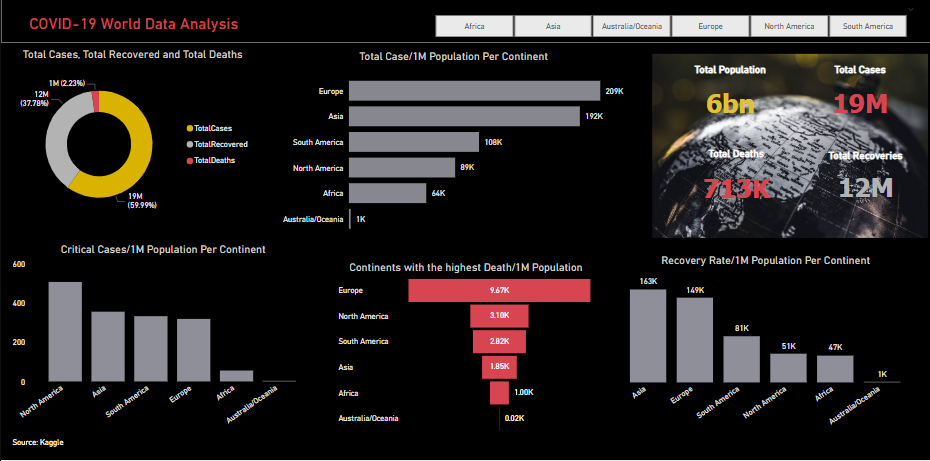 COVID-19 World Data Analysis
Africa
Asia
Australia/Oceania
Europe
North America
South America
Total Cases, Total Recovered and Total Deaths
1M (2.23%)
12M
(37.78%)
19M
(59.99%)
TotalCases
TotalRecovered
TotalDeaths
Total Case/1M Population Per Continent
Europe 209K
Asia 192K
South America 108K
North America 89K
Africa 64K
Australia/Oceania 1K
Total Population
6bn
Total Cases
19M
Total Deaths
713K
Total Recoveries
12M
Critical Cases/1M Population Per Continent
600
400
200
0
North America
Asia
South America
Europe
Africa
Australia/Oceania
Continents with the highest Death/1M Population
Europe 9.67K
North America 3.10K
South America 2.82K
Asia 1.85K
Africa 1.00K
Australia/Oceania 0.02K
Recovery Rate/1M Population Per Continent
163K
149K
81K
51K
47K
1K
Asia
Europe
South America
North America
Africa
Australia/Oceania
Source: Kaggle